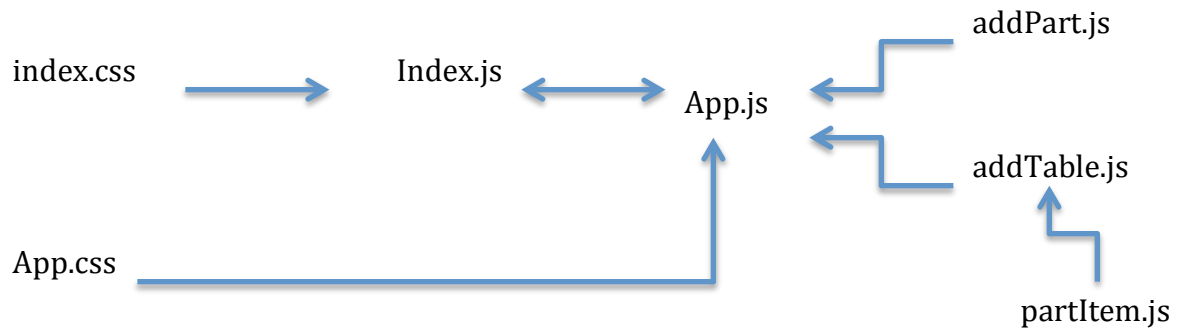 addPart.js
index.css
Index.js
App.js
addTable.js
App.css
partItem.js